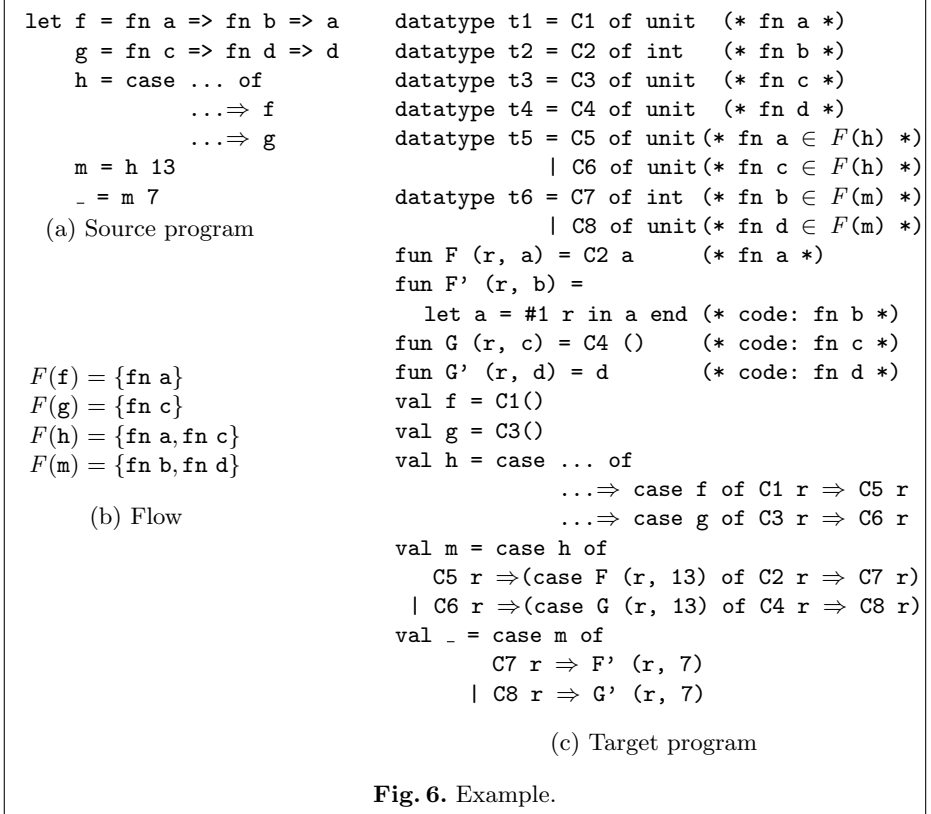 let f = fn a => fn b => a
g = fn c => fn d => d
h = case ... of
...⇒ f
...⇒ g
m = h 13
_ = m 7
(a) Source program
F(f) = {fn a}
F(g) = {fn c}
F(h) = {fn a, fn c}
F(m) = {fn b, fn d}
(b) Flow
datatype t1 = C1 of unit (* fn a *)
datatype t2 = C2 of int (* fn b *)
datatype t3 = C3 of unit (* fn c *)
datatype t4 = C4 of unit (* fn d *)
datatype t5 = C5 of unit(* fn a ∈ F(h) *)
| C6 of unit(* fn c ∈ F(h) *)
datatype t6 = C7 of int (* fn b ∈ F(m) *)
| C8 of unit(* fn d ∈ F(m) *)
fun F (r, a) = C2 a (* fn a *)
fun F' (r, b) =
let a = #1 r in a end (* code: fn b *)
fun G (r, c) = C4 () (* code: fn c *)
fun G' (r, d) = d (* code: fn d *)
val f = C1()
val g = C3()
val h = case ... of
...⇒ case f of C1 r ⇒ C5 r
...⇒ case g of C3 r ⇒ C6 r
val m = case h of
C5 r ⇒(case F (r, 13) of C2 r ⇒ C7 r)
| C6 r ⇒(case G (r, 13) of C4 r ⇒ C8 r)
val _ = case m of
C7 r ⇒ F' (r, 7)
| C8 r ⇒ G' (r, 7)
(c) Target program
Fig. 6. Example.